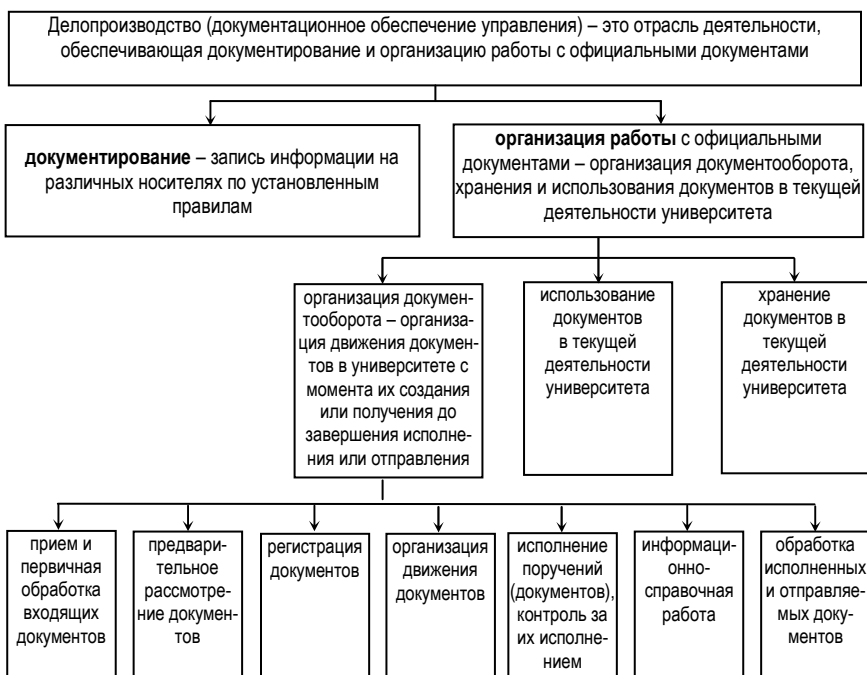 Делопроизводство (документационное обеспечение управления) – это отрасль деятельности,
обеспечивающая документирование и организацию работы с официальными документами
документирование – запись информации на
различных носителях по установленным
правилам
организация работы с официальными
документами – организация документооборота,
хранения и использования документов в текущей
деятельности университета
организация докумен-
тооборота – организа-
ция движения документов
в университете с
момента их создания
или получения до
завершения исполне-
ния или отправления
использование
документов
в текущей
деятельности
университета
хранение
документов в
текущей
деятельности
университета
прием и
первичная
обработка
входящих
документов
предвари-
тельное
рассмотре-
ние докумен-
тов
регистрация
документов
организация
движения
документов
исполнение
поручений
(документов),
контроль за
их исполне-
нием
информаци-
онно-
справочная
работа
обработка
исполненных
и отправляе-
мых доку-
ментов